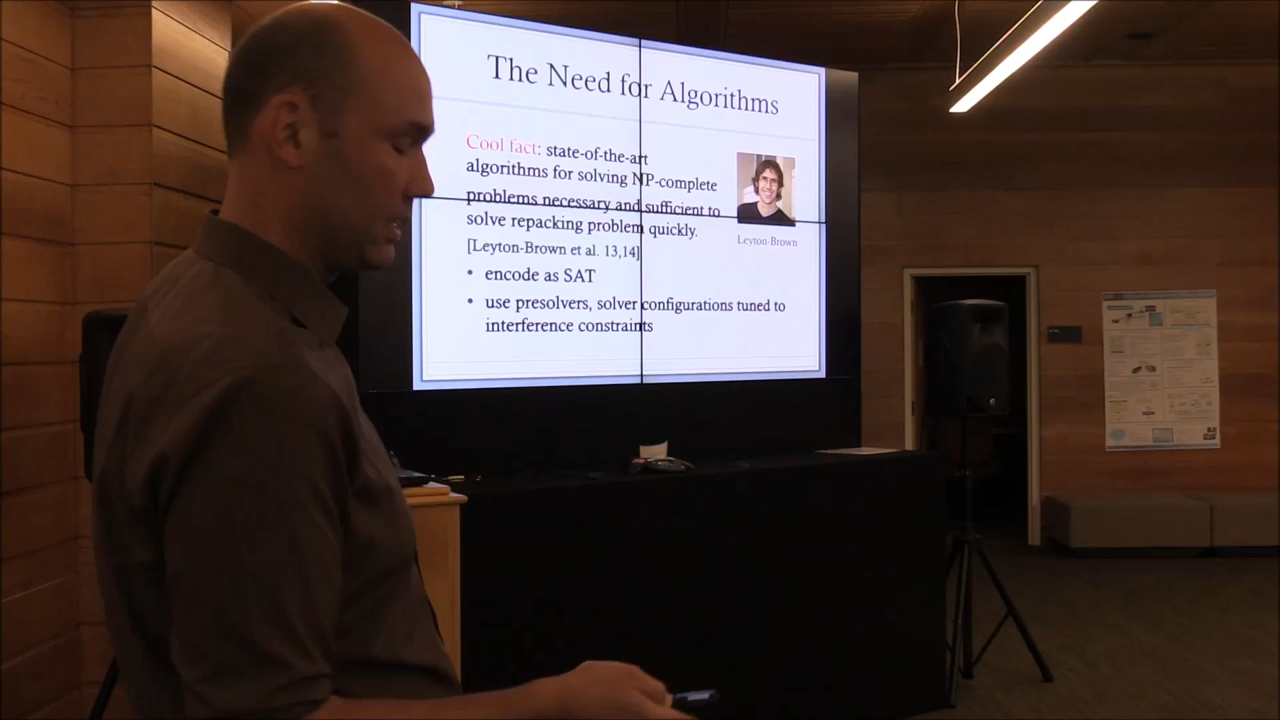 The Need for Algorithms
Cool fact: state-of-the-art
algorithms for solving NP-complete
problems necessary and sufficient to
solve repacking problem quickly.
[Leyton-Brown et al. 13,14]
Leyton-Brown
• encode as SAT
• use presolvers, solver configurations tuned to
interference constraints